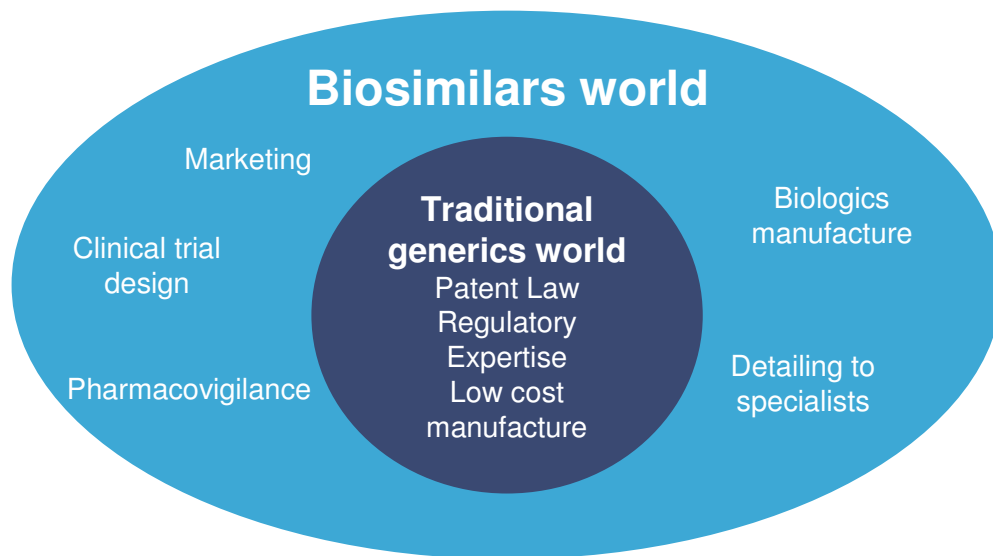 Biosimilars world
Marketing
Clinical trial
design
Pharmacovigilance
Traditional
generics world
Patent Law
Regulatory
Expertise
Low cost
manufacture
Biologics
manufacture
Detailing to
specialists